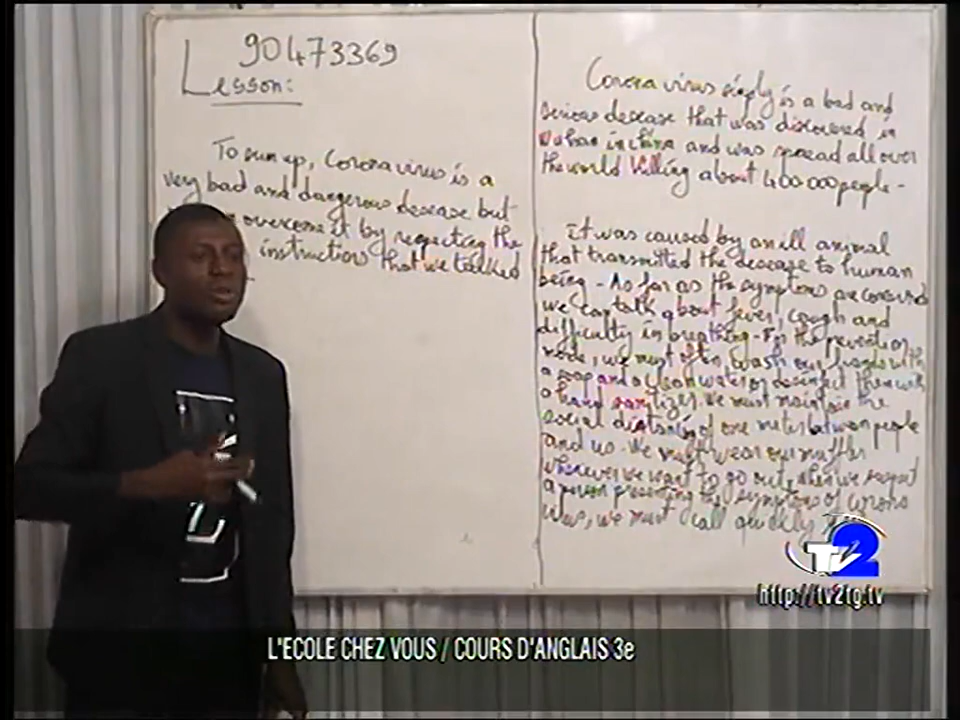 90473369
Lesson:
To sum up, Coronavirus is a
very bad and dangerous desease but
overcome it by respecting the
instructions that we talked
Coronavirus simply is a bad and
serious desease that was discovered in
Wuhan in china and was spread all over
the world killing about 400 000 people -
it was caused by an ill animal
that transmitted the desease to human
being - As far as the symptoms are concerned
we can talk about fever, cough and
difficulty in breathing - For the prevention
mode, we must often wash our hands with
a soap and a clean water or desinfect them with
a hand sanitizer. We must maintain the
social distancing of one meter between people
and us. We must wear our muffler
wherever we want to go out, when we suspect
a person presenting the symptoms of corona
virus, we must call quickly
TV2
http://tv2tg.tv
L'ECOLE CHEZ VOUS / COURS D'ANGLAIS 3e